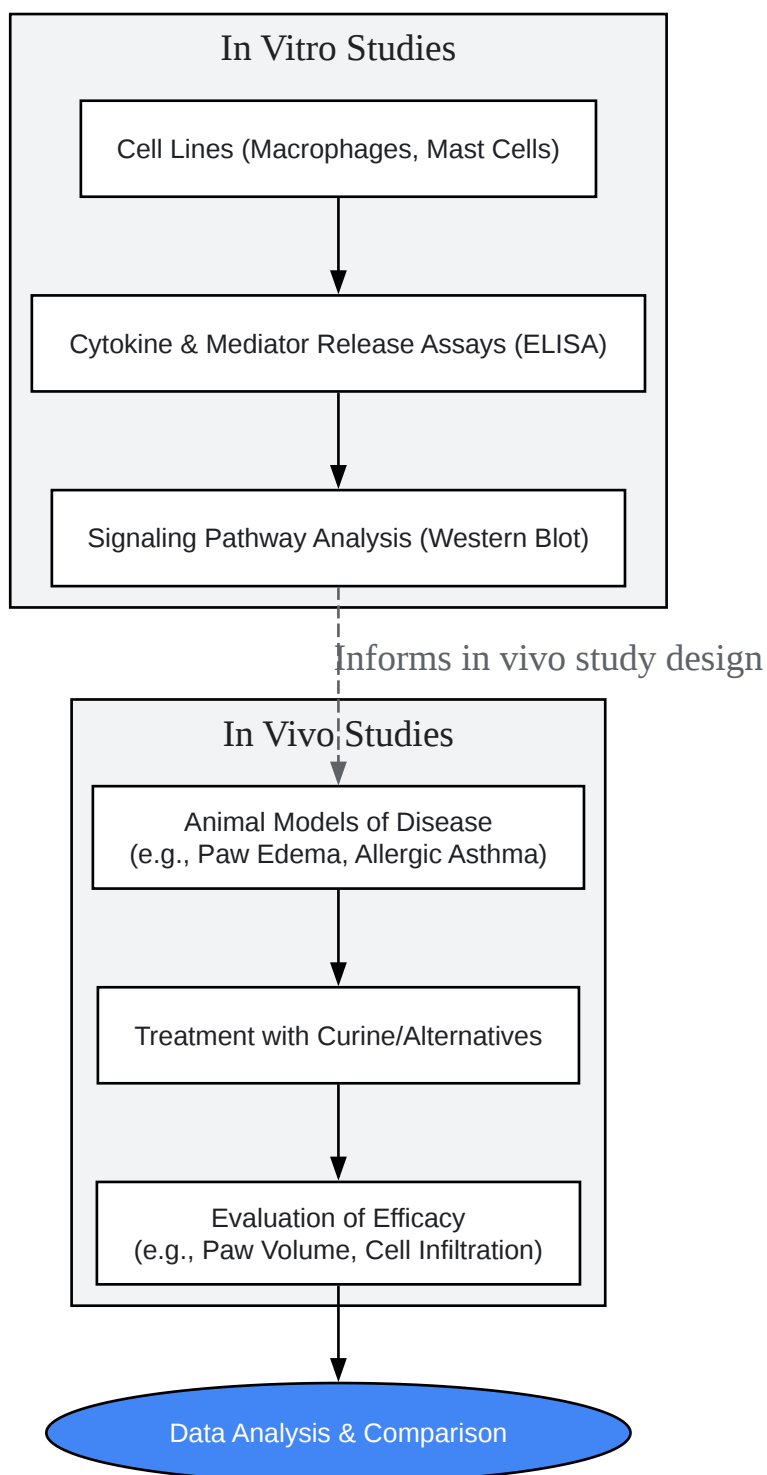 In Vitro Studies
Cell Lines (Macrophages, Mast Cells)
Cytokine & Mediator Release Assays (ELISA)
Signaling Pathway Analysis (Western Blot)
Informs in vivo study design
In Vivo Studies
Animal Models of Disease
(e.g., Paw Edema, Allergic Asthma)
Treatment with Curine/Alternatives
Evaluation of Efficacy
(e.g., Paw Volume, Cell Infiltration)
Data Analysis & Comparison